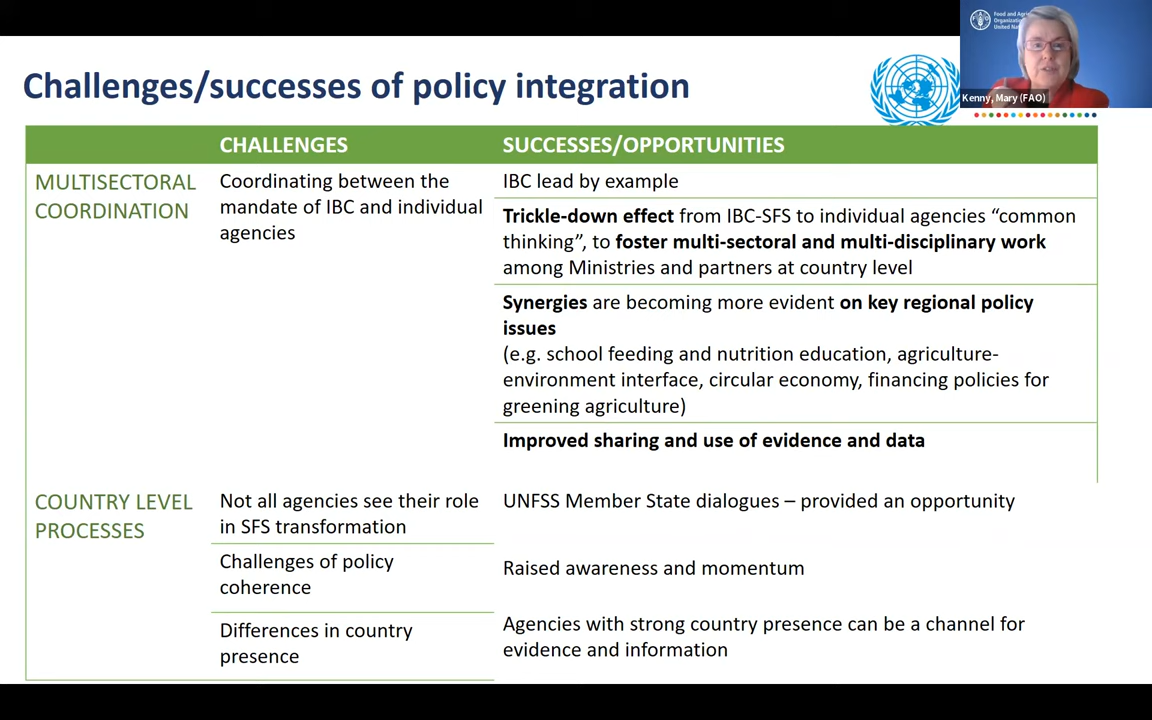 Food and Agri
Organizatio
United Nat
Kenny, Mary (FAO)
Challenges/successes of policy integration
CHALLENGES
SUCCESSES/OPPORTUNITIES
MULTISECTORAL
COORDINATION
Coordinating between the
mandate of IBC and individual
agencies
IBC lead by example
Trickle-down effect from IBC-SFS to individual agencies “common
thinking”, to foster multi-sectoral and multi-disciplinary work
among Ministries and partners at country level
Synergies are becoming more evident on key regional policy
issues
(e.g. school feeding and nutrition education, agriculture-
environment interface, circular economy, financing policies for
greening agriculture)
Improved sharing and use of evidence and data
COUNTRY LEVEL
PROCESSES
Not all agencies see their role
in SFS transformation
UNFSS Member State dialogues – provided an opportunity
Challenges of policy
coherence
Raised awareness and momentum
Differences in country
presence
Agencies with strong country presence can be a channel for
evidence and information